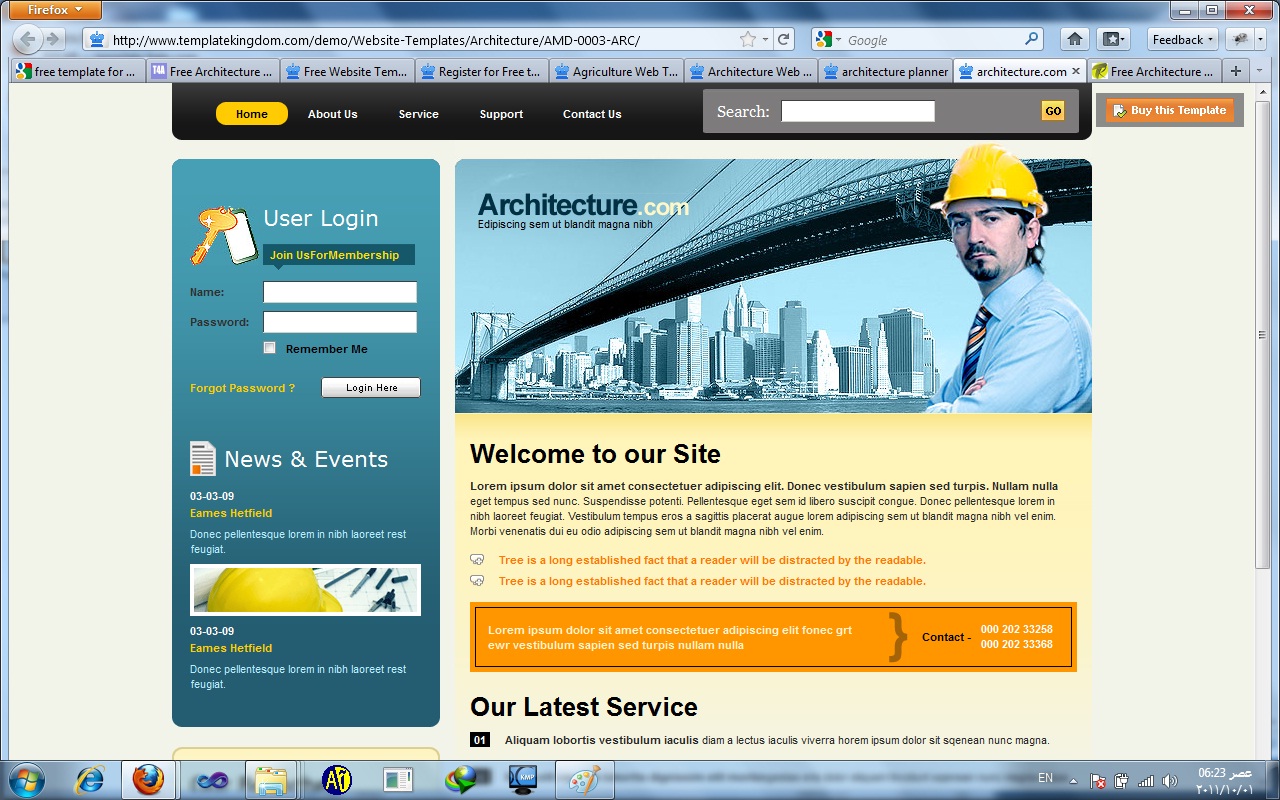 Firefox
http://www.templatekingdom.com/demo/Website-Templates/Architecture/AMD-0003-ARC/
Google
Feedback
free template for ...
T4A
Free Architecture ...
Free Website Tem...
Register for Free t...
Agriculture Web T...
Architecture Web ...
architecture planner
architecture.com
Free Architecture ...
Home
About Us
Service
Support
Contact Us
Search:
GO
Buy this Template
User Login
Join UsForMembership
Name:
Password:
Remember Me
Forgot Password ?
Login Here
News & Events
03-03-09
Eames Hetfield
Donec pellentesque lorem in nibh laoreet rest
feugiat.
03-03-09
Eames Hetfield
Donec pellentesque lorem in nibh laoreet rest
feugiat.
Architecture.com
Edipiscing sem ut blandit magna nibh
Welcome to our Site
Lorem ipsum dolor sit amet consectetuer adipiscing elit. Donec vestibulum sapien sed turpis. Nullam nulla
eget tempus sed nunc. Suspendisse potenti. Pellentesque eget sem id libero suscipit congue. Donec pellentesque lorem in
nibh laoreet feugiat. Vestibulum tempus eros a sagittis placerat augue lorem adipiscing sem ut blandit magna nibh vel enim.
Morbi venenatis dui eu odio adipiscing sem ut blandit magna nibh vel enim.
Tree is a long established fact that a reader will be distracted by the readable.
Tree is a long established fact that a reader will be distracted by the readable.
Lorem ipsum dolor sit amet consectetuer adipiscing elit fonec grt
ewr vestibulum sapien sed turpis nullam nulla
}
Contact -
000 202 33258
000 202 33368
Our Latest Service
01
Aliquam lobortis vestibulum iaculis diam a lectus iaculis viverra horem ipsum dolor sit sqenean nunc magna.
KMP
EN
06:23 عصر
٢٠١١/١٠/٠١